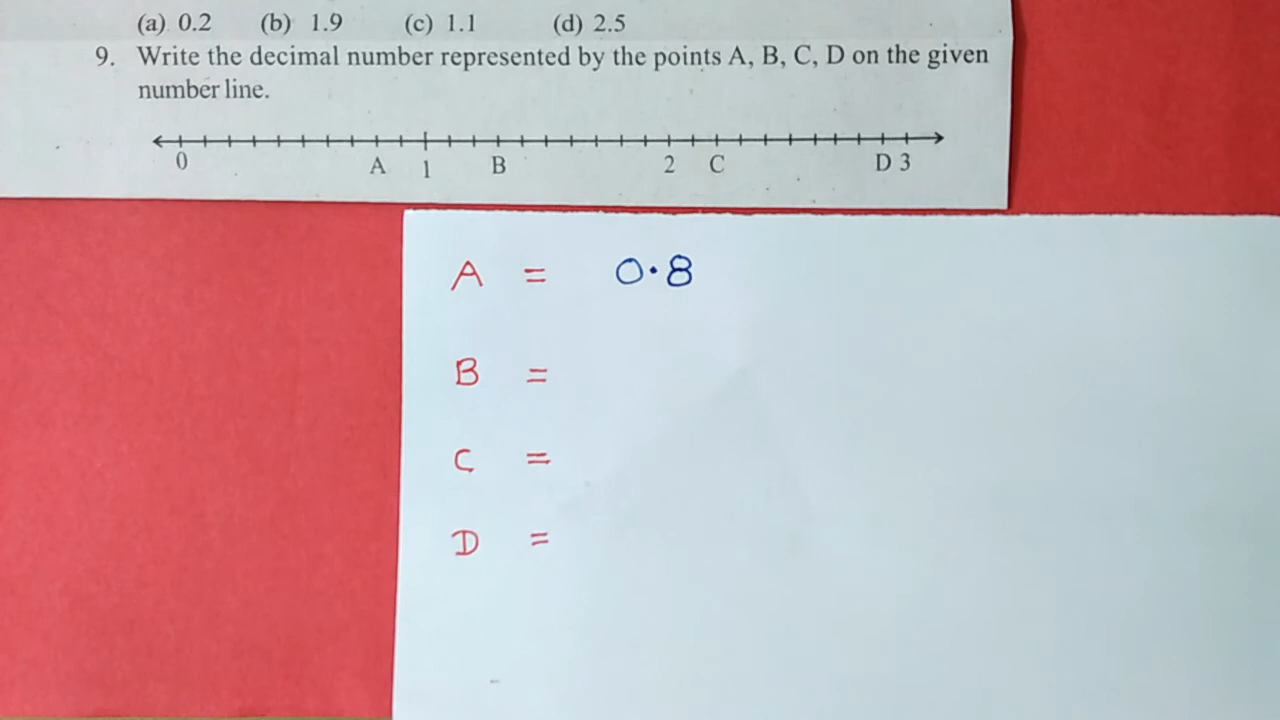 (a) 0.2 (b) 1.9 (c) 1.1 (d) 2.5
9. Write the decimal number represented by the points A, B, C, D on the given
number line.
0 A 1 B 2 C D 3
A = 0.8
B =
C =
D =